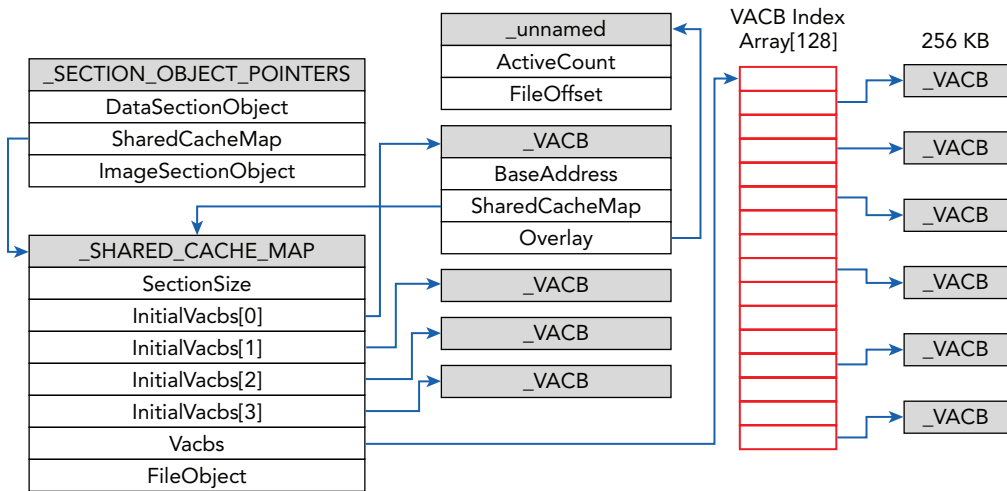 _SECTION_OBJECT_POINTERS
DataSectionObject
SharedCacheMap
ImageSectionObject
_SHARED_CACHE_MAP
SectionSize
InitialVacbs[0]
InitialVacbs[1]
InitialVacbs[2]
InitialVacbs[3]
Vacbs
FileObject
_unnamed
ActiveCount
FileOffset
_VACB
BaseAddress
SharedCacheMap
Overlay
_VACB
_VACB
_VACB
VACB Index
Array[128]
256 KB
_VACB
_VACB
_VACB
_VACB
_VACB
_VACB